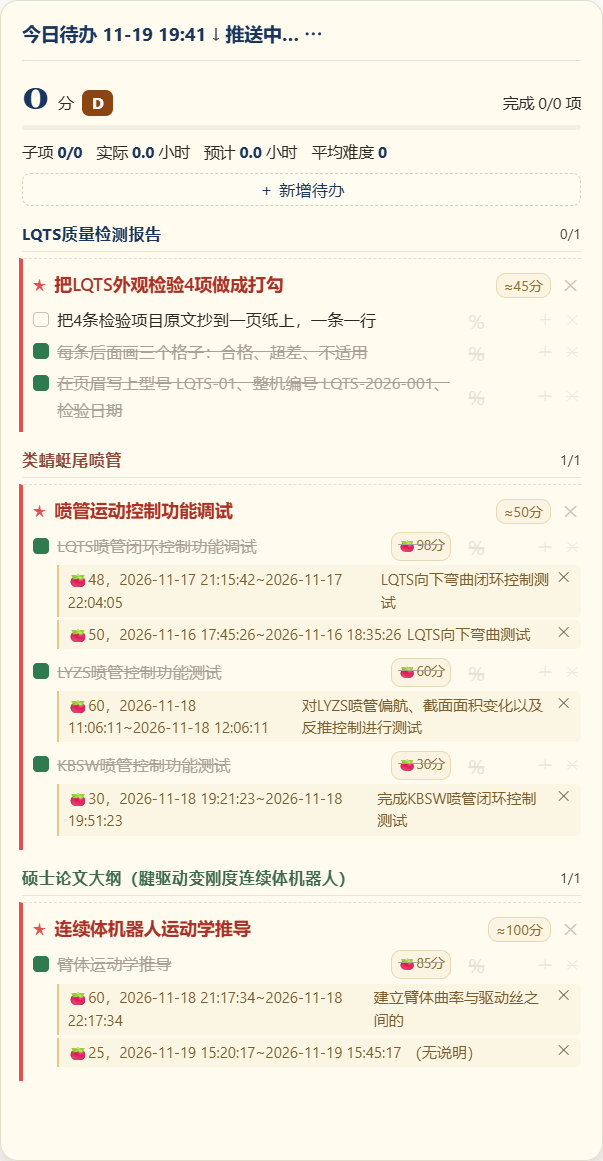 今日待办 11-19 19:41 ↓ 推送中… ⋯
0 分 D 完成 0/0 项
子项 0/0 实际 0.0 小时 预计 0.0 小时 平均难度 0
+ 新增待办
LQTS质量检测报告 0/1
★ 把LQTS外观检验4项做成打勾 ≈45分 ×
把4条检验项目原文抄到一页纸上，一条一行 % + ×
每条后面画三个格子：合格、超差、不适用 % + ×
在页眉写上型号 LQTS-01、整机编号 LQTS-2026-001、 % + ×
检验日期
类蜻蜓尾喷管 1/1
★ 喷管运动控制功能调试 ≈50分 ×
LQTS喷管闭环控制功能调试 🍅98分 % + ×
🍅48，2026-11-17 21:15:42~2026-11-17 LQTS向下弯曲闭环控制测 ×
22:04:05 试
🍅50，2026-11-16 17:45:26~2026-11-16 18:35:26 LQTS向下弯曲测试 ×
LYZS喷管控制功能测试 🍅60分 % + ×
🍅60，2026-11-18 对LYZS喷管偏航、截面面积变化以及 ×
11:06:11~2026-11-18 12:06:11 反推控制进行测试
KBSW喷管控制功能测试 🍅30分 % + ×
🍅30，2026-11-18 19:21:23~2026-11-18 完成KBSW喷管闭环控制 ×
19:51:23 测试
硕士论文大纲（腱驱动变刚度连续体机器人） 1/1
★ 连续体机器人运动学推导 ≈100分 ×
臂体运动学推导 🍅85分 % + ×
🍅60，2026-11-18 21:17:34~2026-11-18 建立臂体曲率与驱动丝之 ×
22:17:34 间的
🍅25，2026-11-19 15:20:17~2026-11-19 15:45:17 （无说明） ×